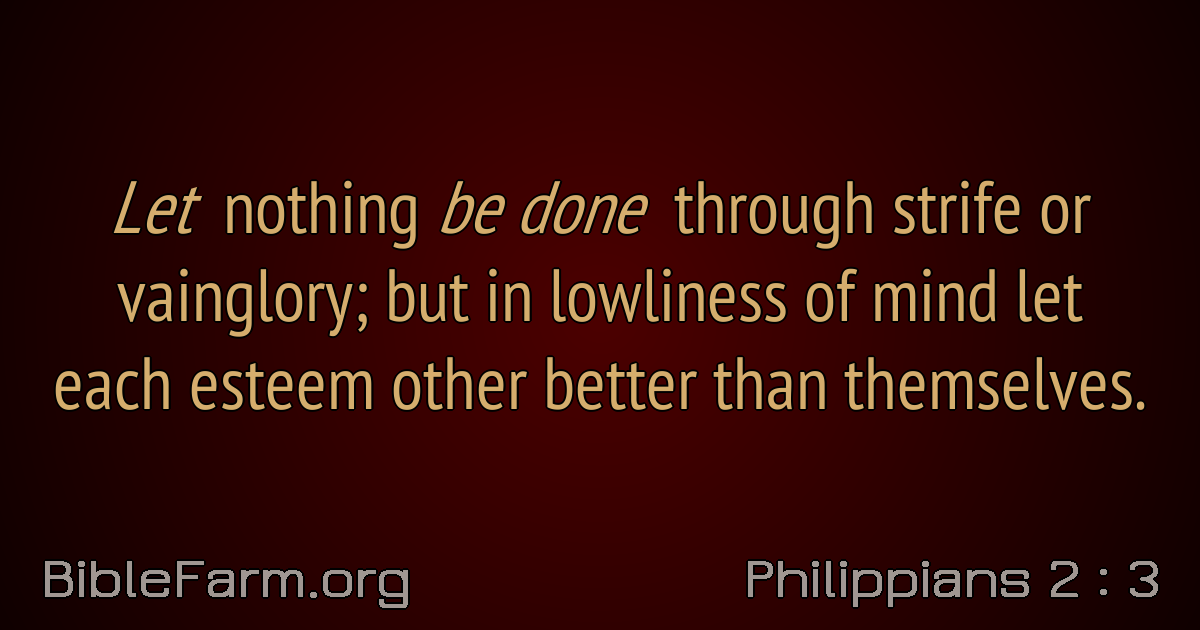 Let nothing be done through strife or
vainglory; but in lowliness of mind let
each esteem other better than themselves.
BibleFarm.org
Philippians 2 : 3